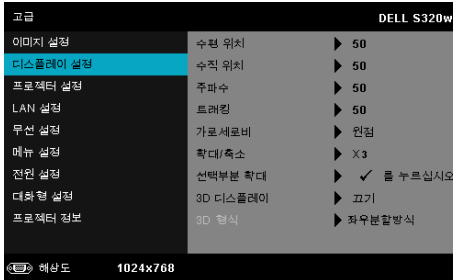 고급 DELL S320w
이미지 설정
디스플레이 설정
프로젝터 설정
LAN 설정
무선 설정
메뉴 설정
전원 설정
대화형 설정
프로젝터 정보
수평 위치 50
수직 위치 50
주파수 50
트래킹 50
가로세로비 원점
확대/축소 X3
선택부분 확대 ✓ 를 누르십시오
3D 디스플레이 끄기
3D 형식 좌우분할방식
해상도 1024x768